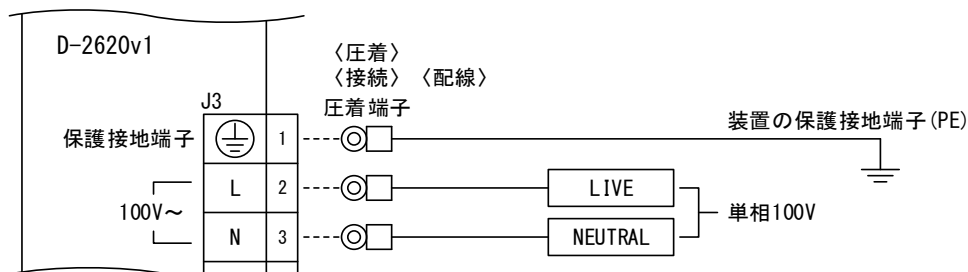 D-2620v1
〈圧着〉
〈接続〉〈配線〉
圧着端子
J3
保護接地端子 1 装置の保護接地端子(PE)
L 2 LIVE
100V～ 単相100V
N 3 NEUTRAL